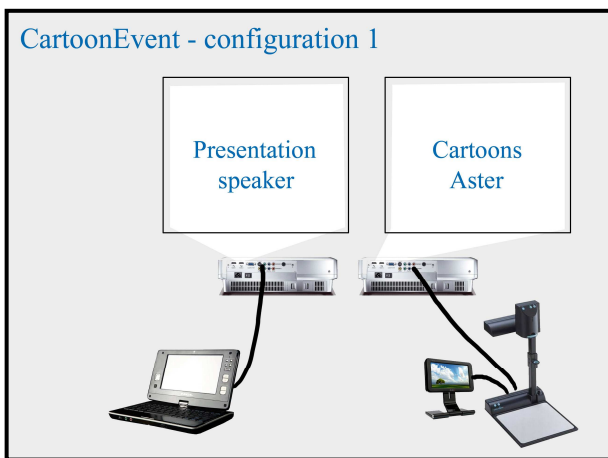 CartoonEvent - configuration 1
Presentation
speaker
Cartoons
Aster